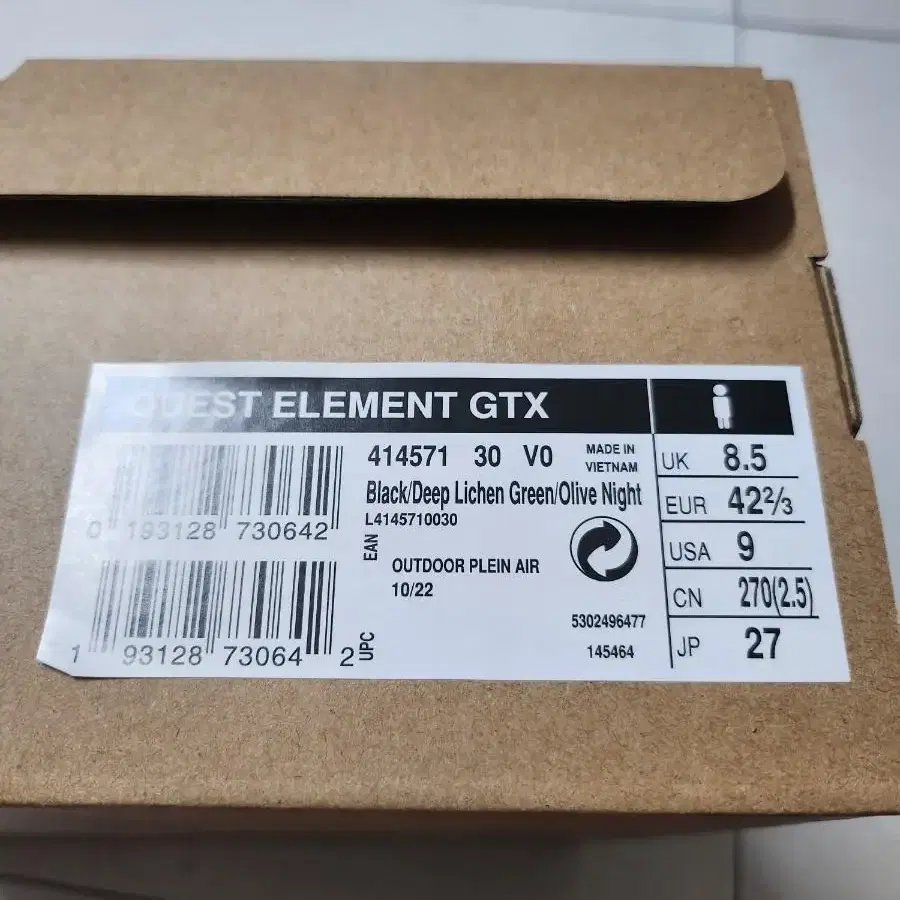 QUEST ELEMENT GTX
414571 30 V0
MADE IN
VIETNAM
Black/Deep Lichen Green/Olive Night
L4145710030
0 193128 730642
EAN
OUTDOOR PLEIN AIR
10/22
5302496477
145464
1 93128 73064 2
UPC
UK 8.5
EUR 42⅔
USA 9
CN 270(2.5)
JP 27